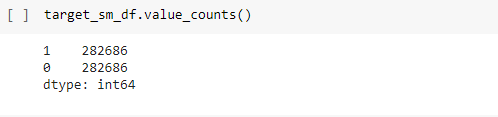 [ ] target_sm_df.value_counts()
1    282686
0    282686
dtype: int64